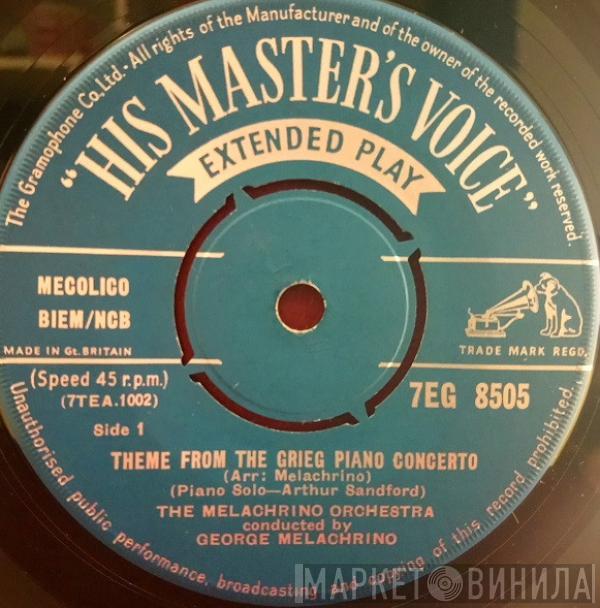 The Gramophone Co. Ltd.- All rights of the Manufacturer and of the owner of the recorded work reserved.
"HIS MASTER'S VOICE"
EXTENDED PLAY
MECOLICO
BIEM/NCB
MADE IN Gt. BRITAIN
TRADE MARK REGD.
(Speed 45 r.p.m.)
(7TEA.1002)
7EG 8505
Side 1
THEME FROM THE GRIEG PIANO CONCERTO
(Arr: Melachrino)
(Piano Solo—Arthur Sandford)
THE MELACHRINO ORCHESTRA
conducted by
GEORGE MELACHRINO
Unauthorised public performance, broadcasting and copying of this record prohibited.
МАРКЕТ ВИНИЛА